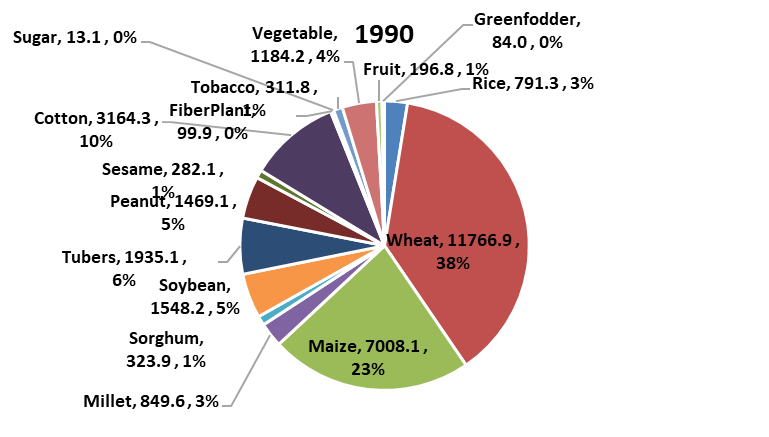 1990
Greenfodder,
84.0 , 0%
Sugar, 13.1 , 0%
Vegetable,
1184.2 , 4%
Fruit, 196.8 , 1%
Rice, 791.3 , 3%
Tobacco, 311.8 ,
1%
FiberPlant,
99.9 , 0%
Cotton, 3164.3 ,
10%
Sesame, 282.1 ,
1%
Peanut, 1469.1 ,
5%
Wheat, 11766.9 ,
38%
Tubers, 1935.1 ,
6%
Soybean,
1548.2 , 5%
Sorghum,
323.9 , 1%
Maize, 7008.1 ,
23%
Millet, 849.6 , 3%